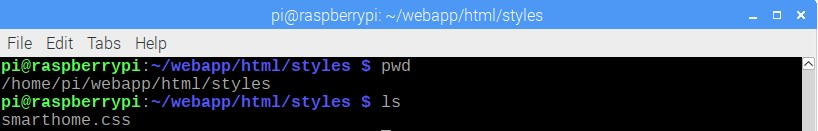 pi@raspberrypi: ~/webapp/html/styles
File Edit Tabs Help
pi@raspberrypi:~/webapp/html/styles $ pwd
/home/pi/webapp/html/styles
pi@raspberrypi:~/webapp/html/styles $ ls
smarthome.css